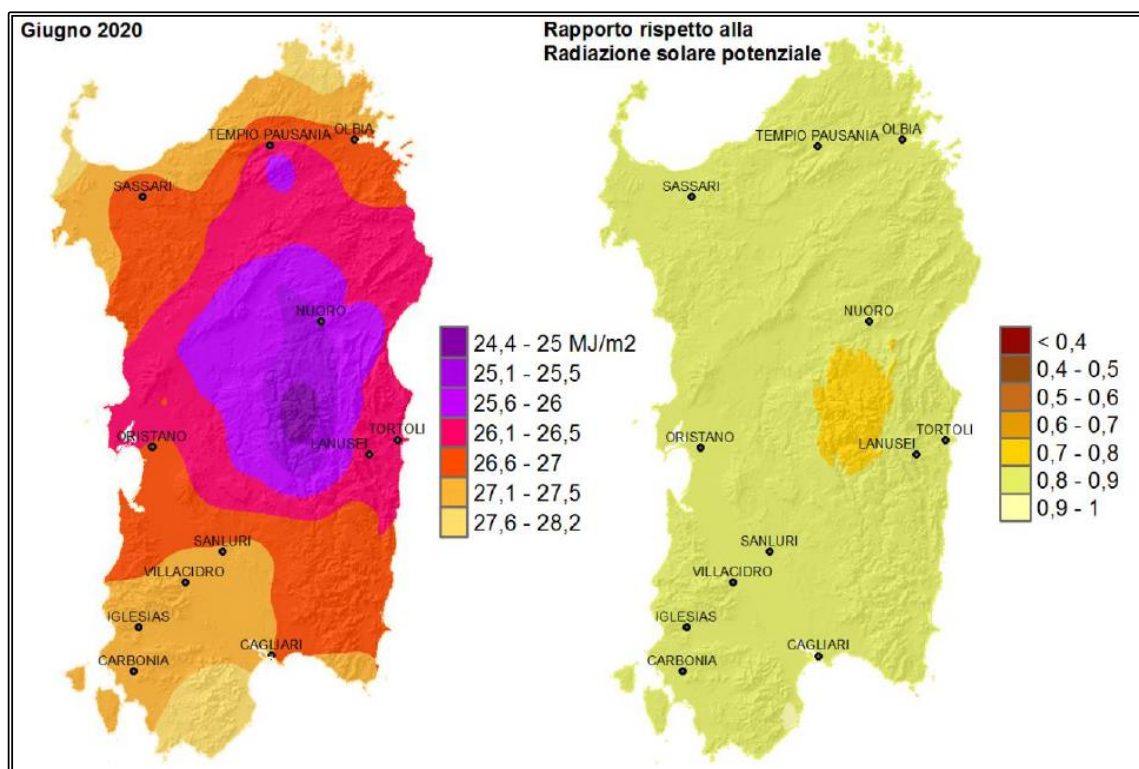 Giugno 2020
TEMPIO PAUSANIA
OLBIA
SASSARI
NUORO
ORISTANO
LANUSEI
TORTOLI
SANLURI
VILLACIDRO
IGLESIAS
CAGLIARI
CARBONIA
24,4 - 25 MJ/m2
25,1 - 25,5
25,6 - 26
26,1 - 26,5
26,6 - 27
27,1 - 27,5
27,6 - 28,2
Rapporto rispetto alla
Radiazione solare potenziale
TEMPIO PAUSANIA
OLBIA
SASSARI
NUORO
ORISTANO
LANUSEI
TORTOLI
SANLURI
VILLACIDRO
IGLESIAS
CAGLIARI
CARBONIA
< 0,4
0,4 - 0,5
0,5 - 0,6
0,6 - 0,7
0,7 - 0,8
0,8 - 0,9
0,9 - 1